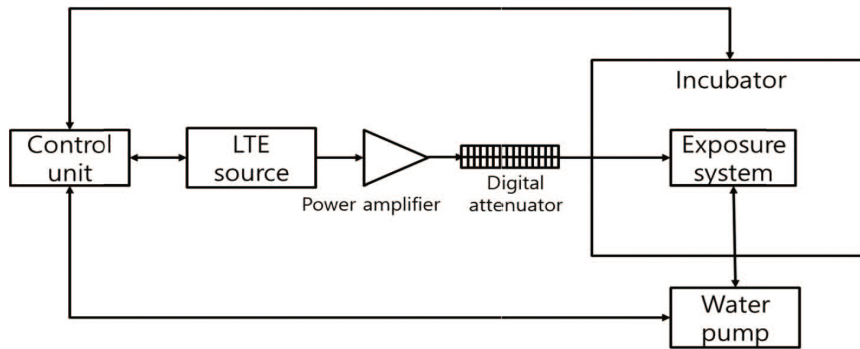 Incubator
Control
unit
LTE
source
Power amplifier
Digital
attenuator
Exposure
system
Water
pump